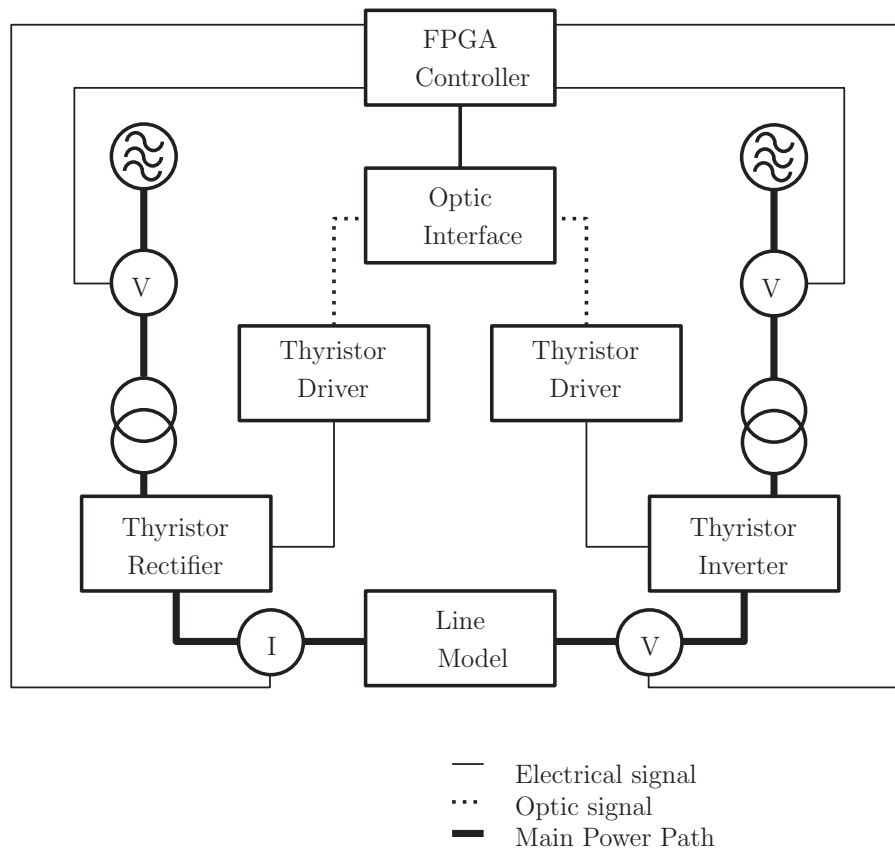 FPGA
Controller
Optic
Interface
V
V
Thyristor
Driver
Thyristor
Driver
Thyristor
Rectifier
Thyristor
Inverter
I
Line
Model
V
Electrical signal
Optic signal
Main Power Path